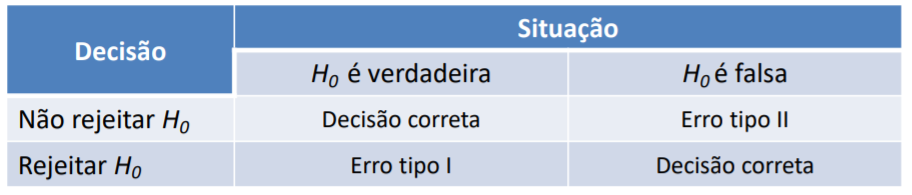 Decisão
Situação
H0 é verdadeira
H0 é falsa
Não rejeitar H0
Decisão correta
Erro tipo II
Rejeitar H0
Erro tipo I
Decisão correta